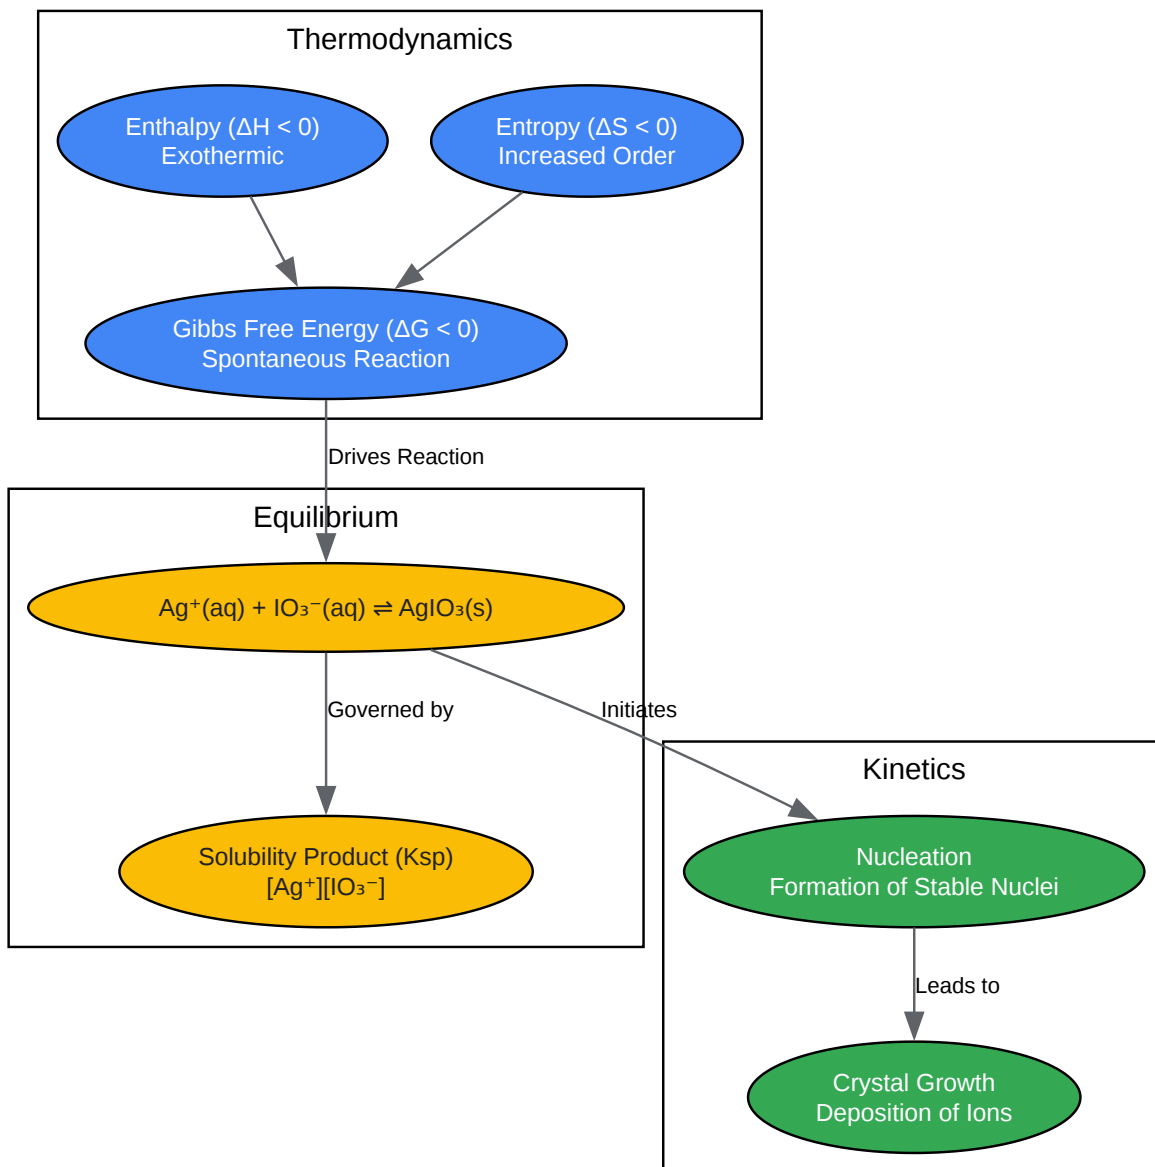 Thermodynamics
Enthalpy (ΔH < 0)
Exothermic
Entropy (ΔS < 0)
Increased Order
Gibbs Free Energy (ΔG < 0)
Spontaneous Reaction
Drives Reaction
Equilibrium
Ag⁺(aq) + IO₃⁻(aq) ⇌ AgIO₃(s)
Governed by
Initiates
Solubility Product (Ksp)
[Ag⁺][IO₃⁻]
Kinetics
Nucleation
Formation of Stable Nuclei
Leads to
Crystal Growth
Deposition of Ions